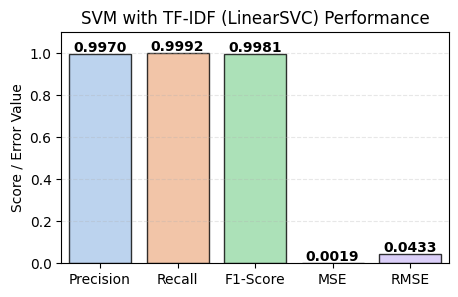 SVM with TF-IDF (LinearSVC) Performance
Score / Error Value
1.0
0.8
0.6
0.4
0.2
0.0
0.9970
0.9992
0.9981
0.0019
0.0433
Precision
Recall
F1-Score
MSE
RMSE